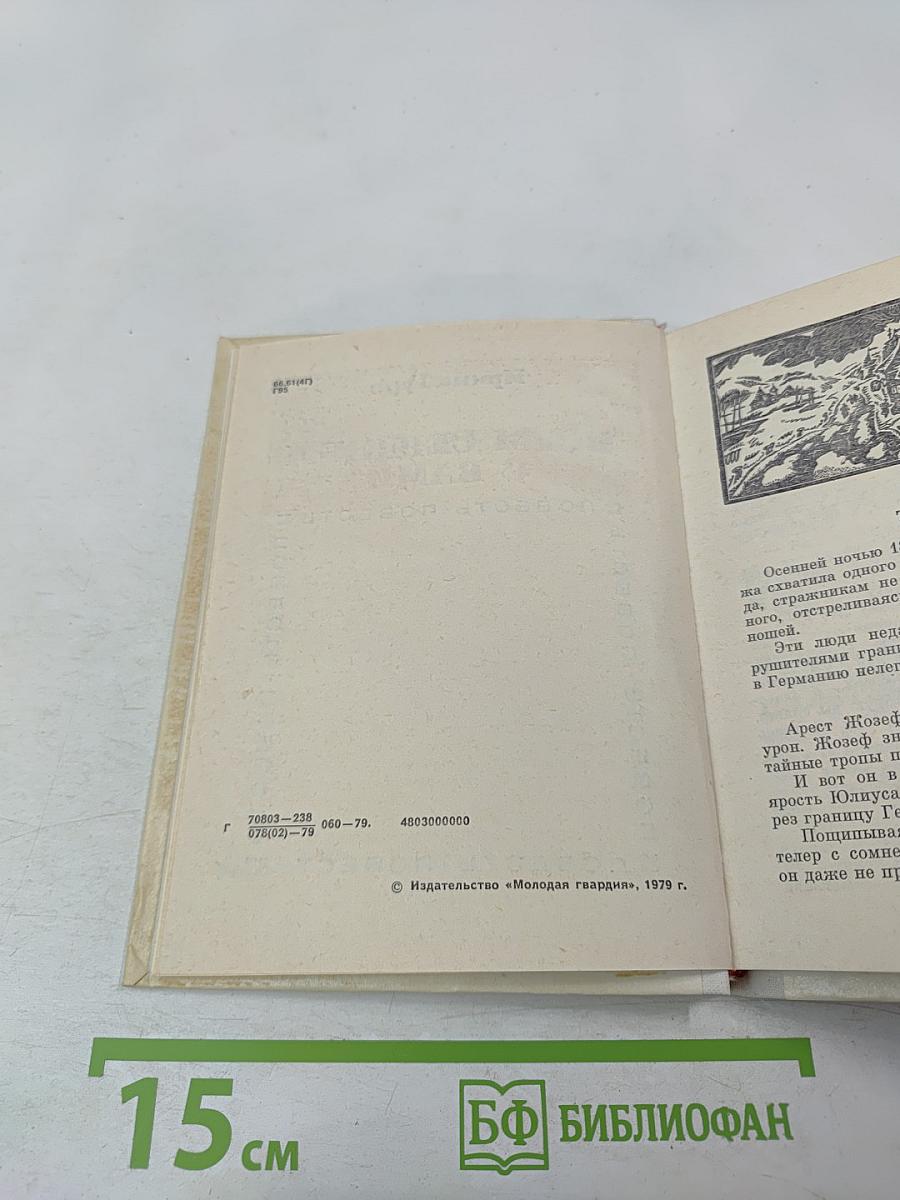 66.61(4Г)
Г95
Г 70803—238
078(02)—79 060—79. 4803000000
© Издательство «Молодая гвардия», 1979 г.
Осенней ночью
жа схватила одного
да, стражникам не
ного, отстреливаяс
ношей.
Эти люди неда
рушителями грани
в Германию нелег
Арест Жозеф
урон. Жозеф зн
тайные тропы п
И вот он в
ярость Юлиуса
рез границу Ге
Пощипывая
телер с сомне
он даже не пр
15 см
БФ БИБЛИОФАН